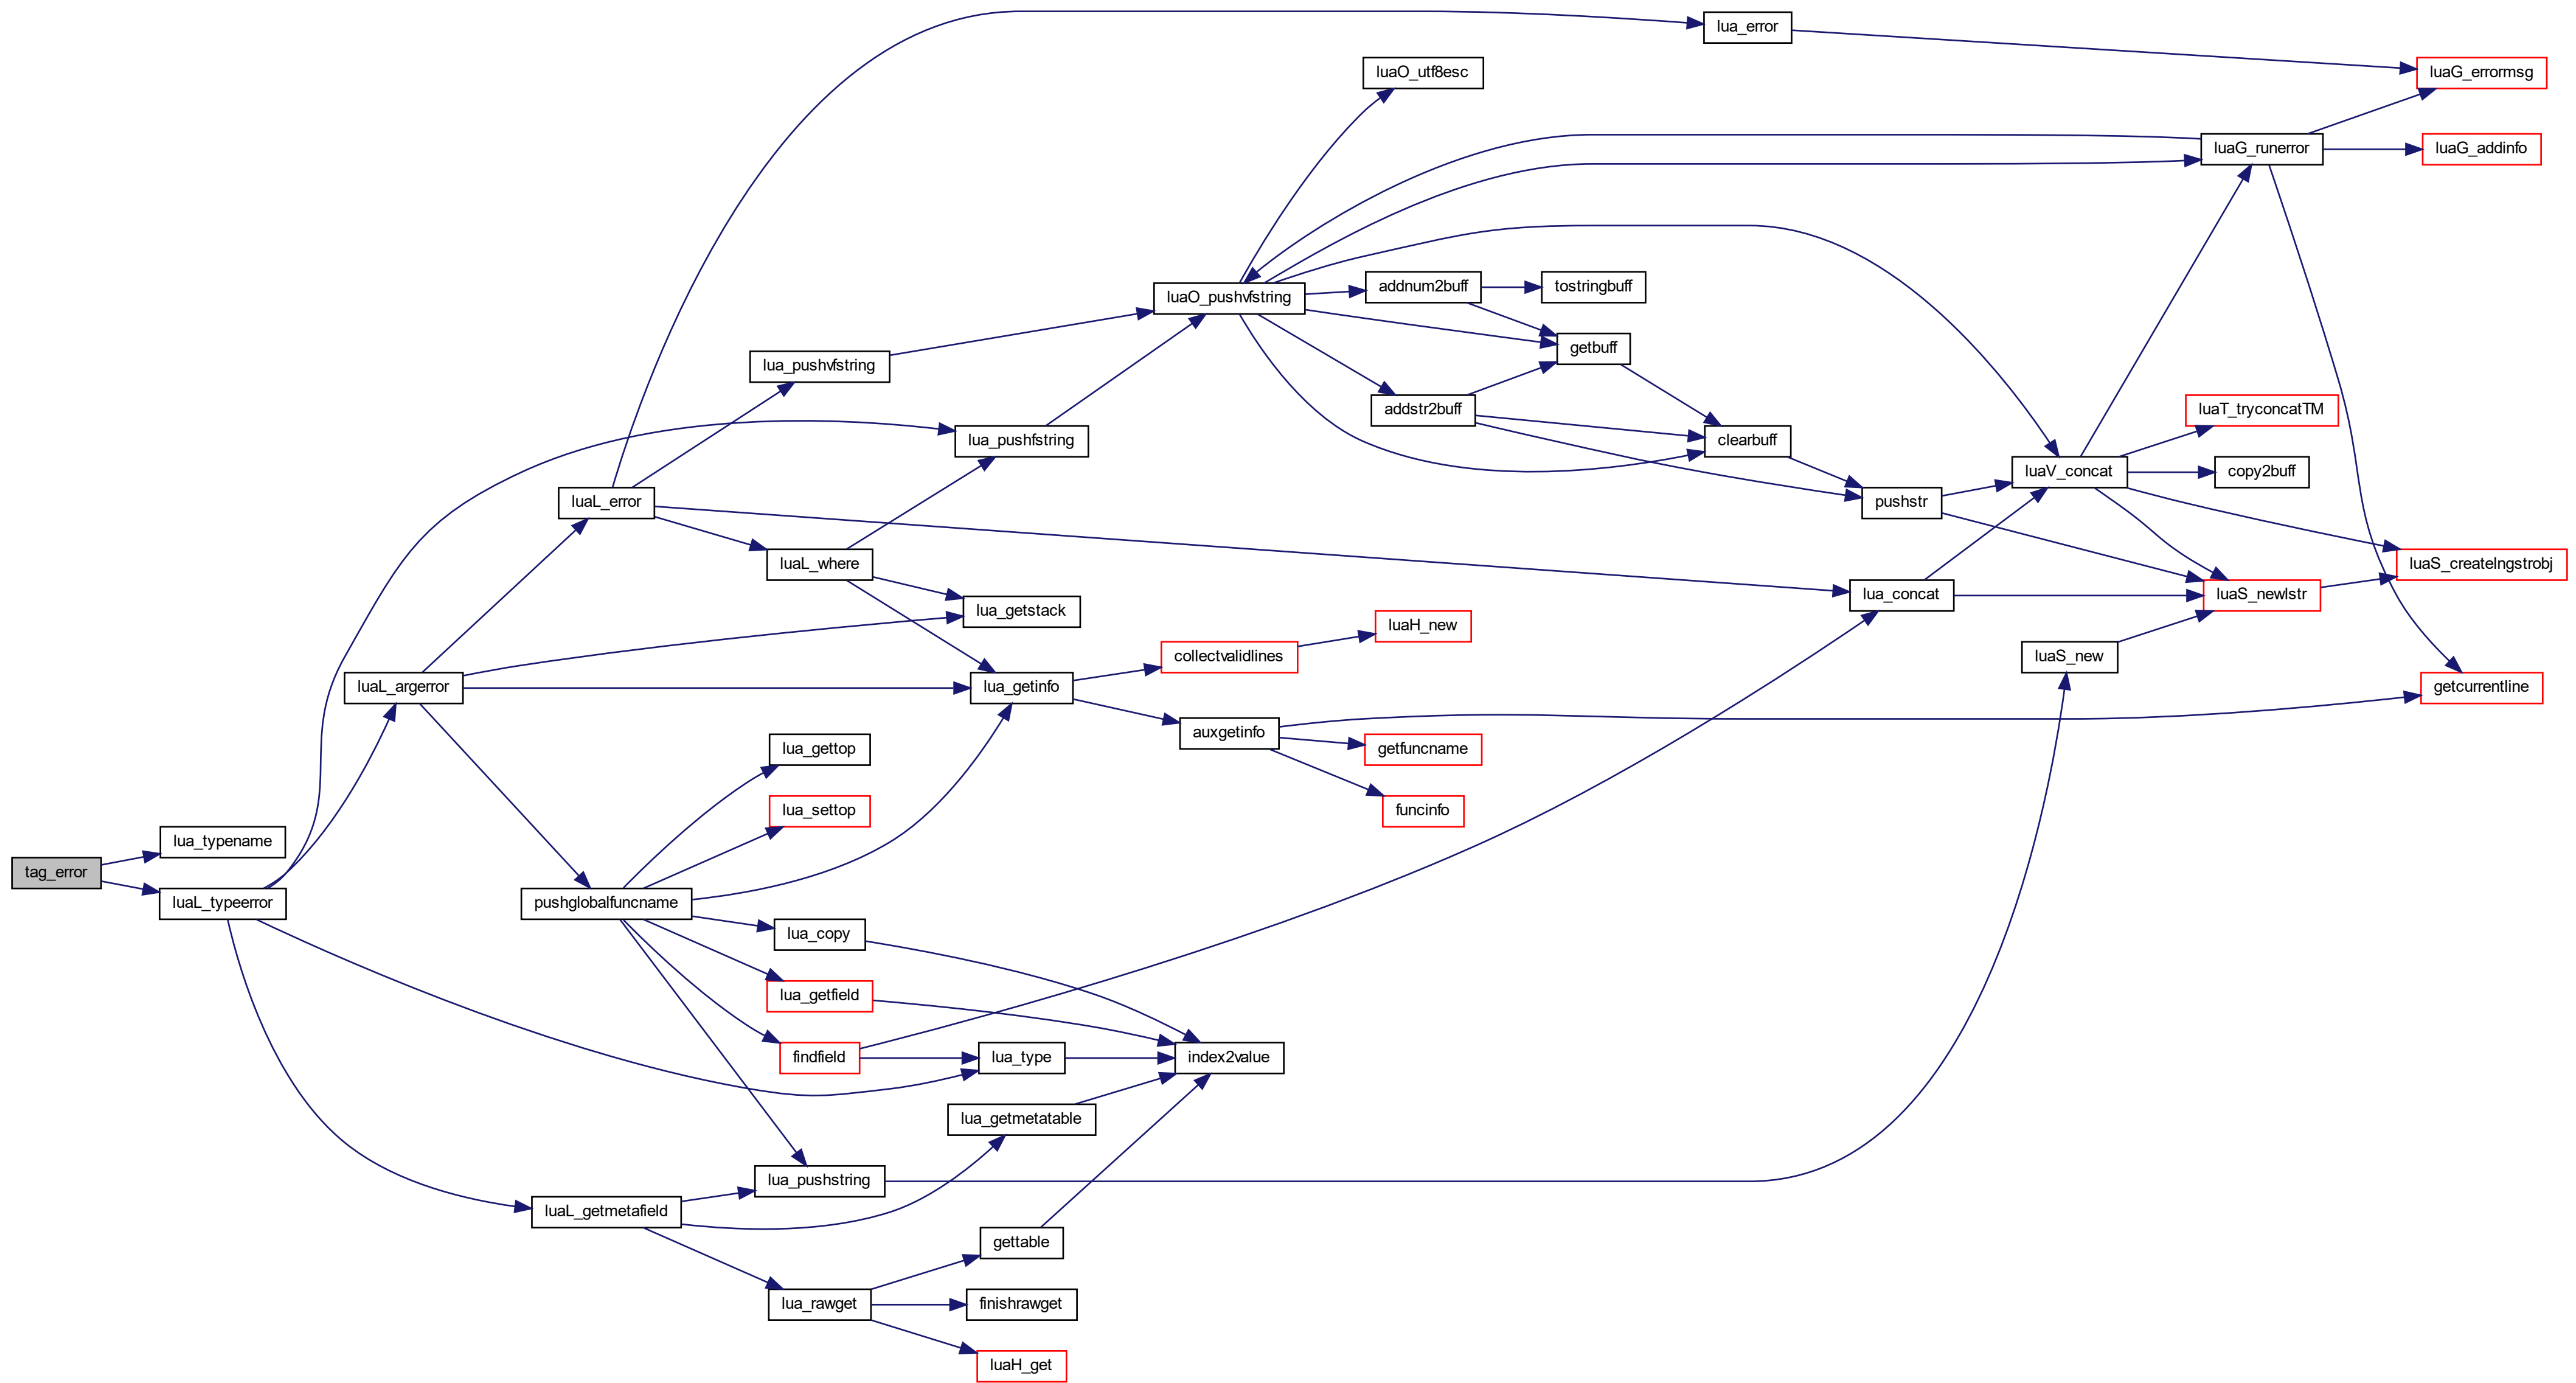 tag_error
lua_typename
luaL_typeerror
luaL_argerror
luaL_error
pushglobalfuncname
luaL_getmetafield
lua_pushvfstring
luaL_where
lua_gettop
lua_settop
lua_copy
lua_getfield
findfield
lua_pushstring
lua_rawget
lua_pushfstring
lua_getstack
lua_getinfo
lua_type
lua_getmetatable
gettable
finishrawget
luaH_get
luaO_pushvfstring
collectvalidlines
auxgetinfo
index2value
luaO_utf8esc
addnum2buff
addstr2buff
luaH_new
getfuncname
funcinfo
tostringbuff
getbuff
lua_error
clearbuff
pushstr
lua_concat
luaV_concat
luaS_new
luaG_runerror
luaT_tryconcatTM
copy2buff
luaS_newlstr
luaG_errormsg
luaG_addinfo
luaS_createlngstrobj
getcurrentline